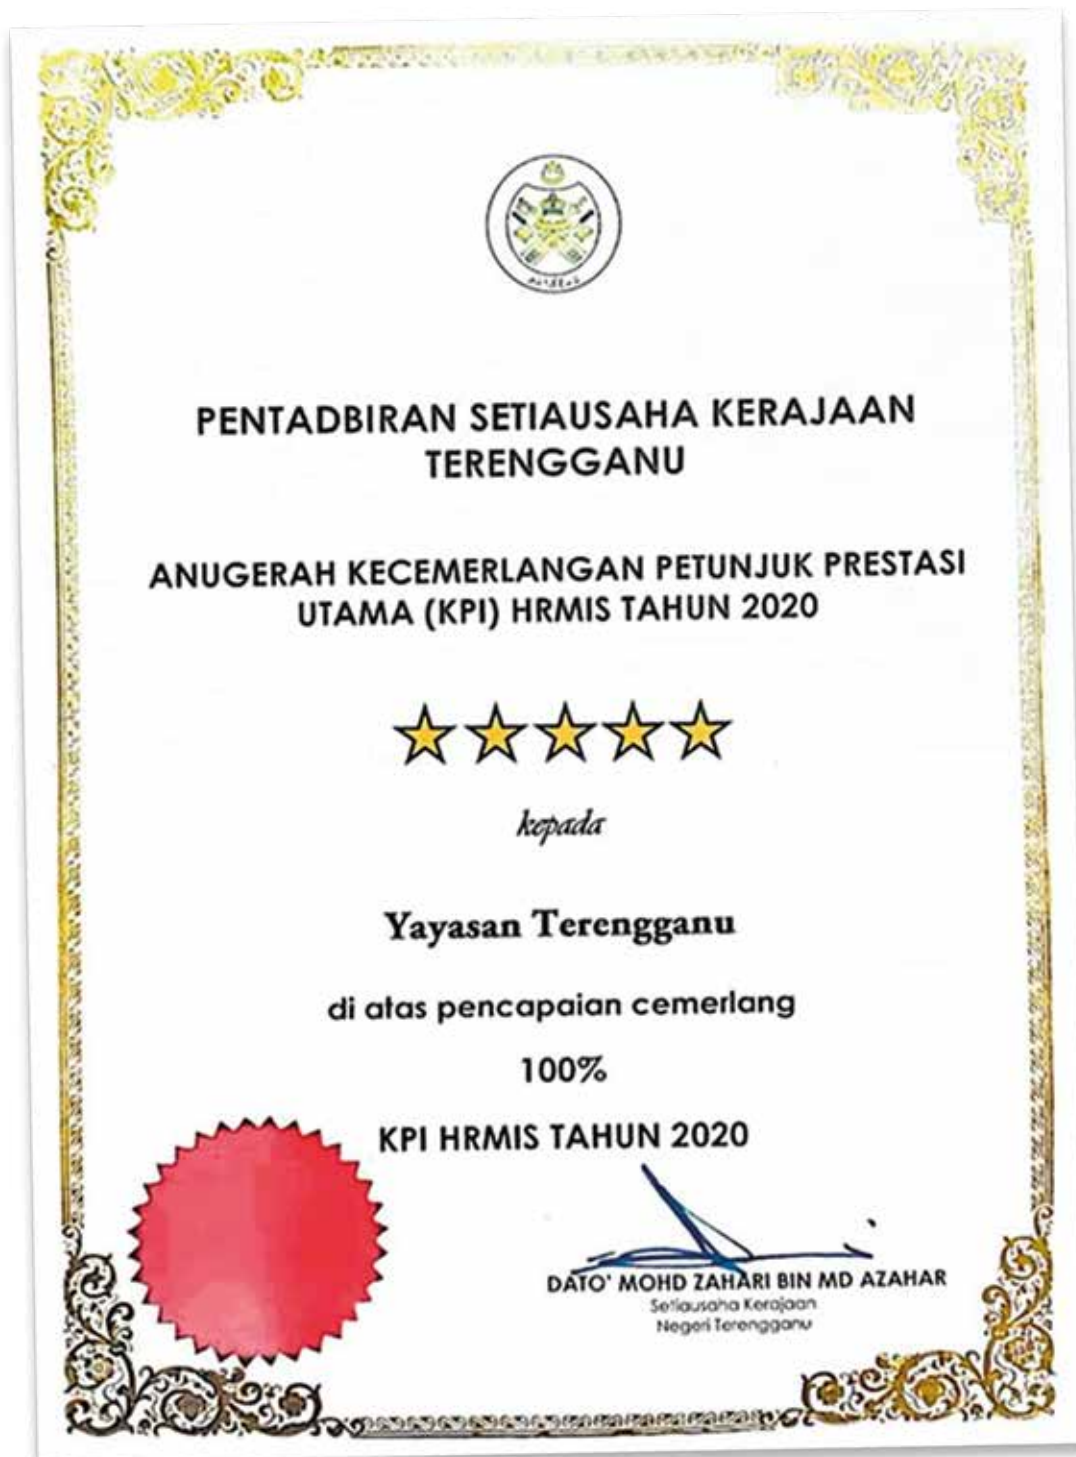 PENTADBIRAN SETIAUSAHA KERAJAAN
TERENGGANU
ANUGERAH KECEMERLANGAN PETUNJUK PRESTASI
UTAMA (KPI) HRMIS TAHUN 2020
kepada
Yayasan Terengganu
di atas pencapaian cemerlang
100%
KPI HRMIS TAHUN 2020
DATO' MOHD ZAHARI BIN MD AZAHAR
Setiausaha Kerajaan
Negeri Terengganu